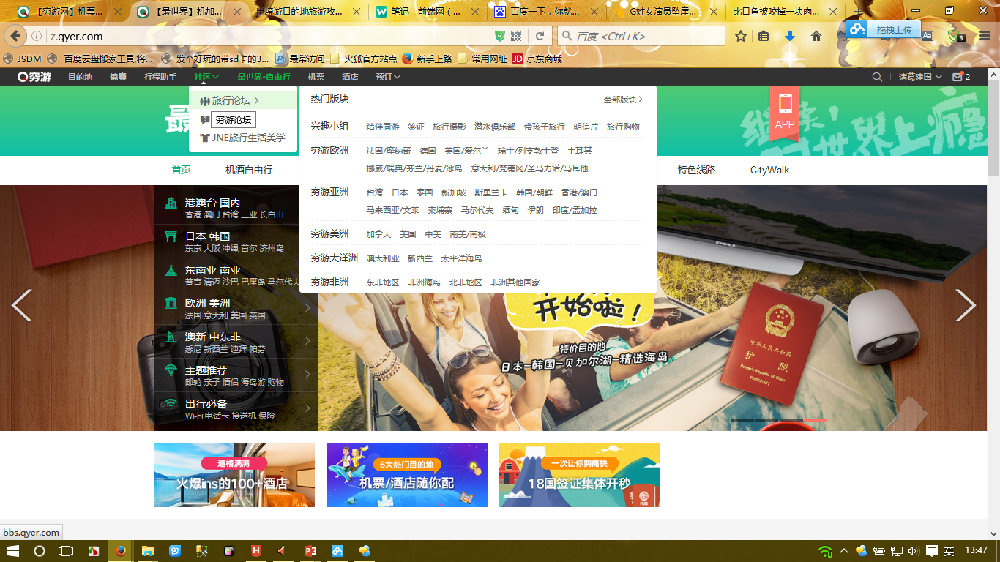 【穷游网】机票...
【最世界】机加...
出境游目的地旅游攻...
笔记 - 前端网（...
百度一下，你就...
G姓女演员坠崖...
比目鱼被咬掉一块肉...
z.qyer.com
百度 <Ctrl+K>
拖拽上传
Aa
3
JSDM
百度云盘搬家工具,将...
发个好玩的带sd卡的3...
最常访问
火狐官方站点
新手上路
常用网址
JD 京东商城
穷游 目的地 锦囊 行程助手 社区 最世界·自由行 机票 酒店 预订
诸葛建国
2
最
旅行论坛 >
穷游论坛
JNE旅行生活美学
热门版块
全部版块 >
兴趣小组 结伴同游 签证 旅行摄影 潜水俱乐部 带孩子旅行 明信片 旅行购物
穷游欧洲 法国/摩纳哥 德国 英国/爱尔兰 瑞士/列支敦士登 土耳其
挪威/瑞典/芬兰/丹麦/冰岛 意大利/梵蒂冈/圣马力诺/马耳他
穷游亚洲 台湾 日本 泰国 新加坡 斯里兰卡 韩国/朝鲜 香港/澳门
马来西亚/文莱 柬埔寨 马尔代夫 缅甸 伊朗 印度/孟加拉
穷游美洲 加拿大 美国 中美 南美/南极
穷游大洋洲 澳大利亚 新西兰 太平洋海岛
穷游非洲 东非地区 非洲海岛 北非地区 非洲其他国家
APP
继续，
在世界上瘾
首页 机酒自由行 特色线路 CityWalk
港澳台 国内
香港 澳门 台湾 三亚 长白山
日本 韩国
东京 大阪 冲绳 首尔 济州岛
东南亚 南亚
普吉 清迈 沙巴 巴厘岛 马尔代夫
欧洲 美洲
法国 意大利 美国 英国
澳新 中东非
悉尼 新西兰 迪拜 帕劳
主题推荐
邮轮 亲子 情侣 海岛游 购物
出行必备
Wi-Fi 电话卡 接送机 保险
开始啦！
特价目的地
日本-韩国-贝加尔湖-精选海岛
DELL
中华人民共和国
护 照
People's Republic of China
PASSPORT
逼格满满
火爆ins的100+酒店
6大热门目的地
机票/酒店随你配
一次让你购痛快
18国签证集体开秒
PASS
bbs.qyer.com
英
13:47